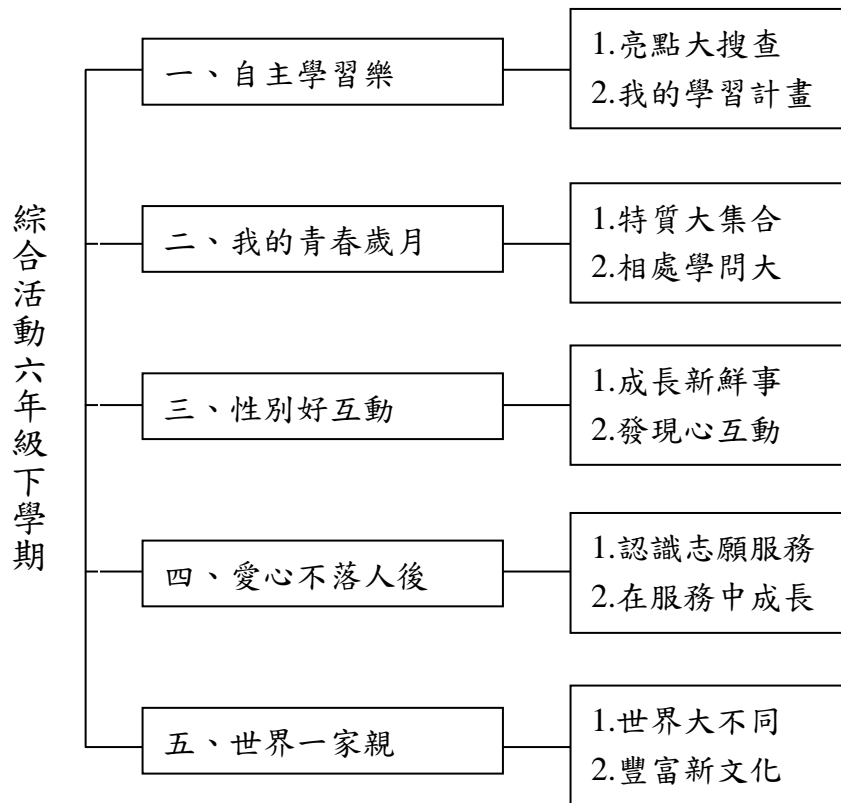 綜合活動六年級下學期
一、自主學習樂
1.亮點大搜查
2.我的學習計畫
二、我的青春歲月
1.特質大集合
2.相處學問大
三、性別好互動
1.成長新鮮事
2.發現心互動
四、愛心不落人後
1.認識志願服務
2.在服務中成長
五、世界一家親
1.世界大不同
2.豐富新文化